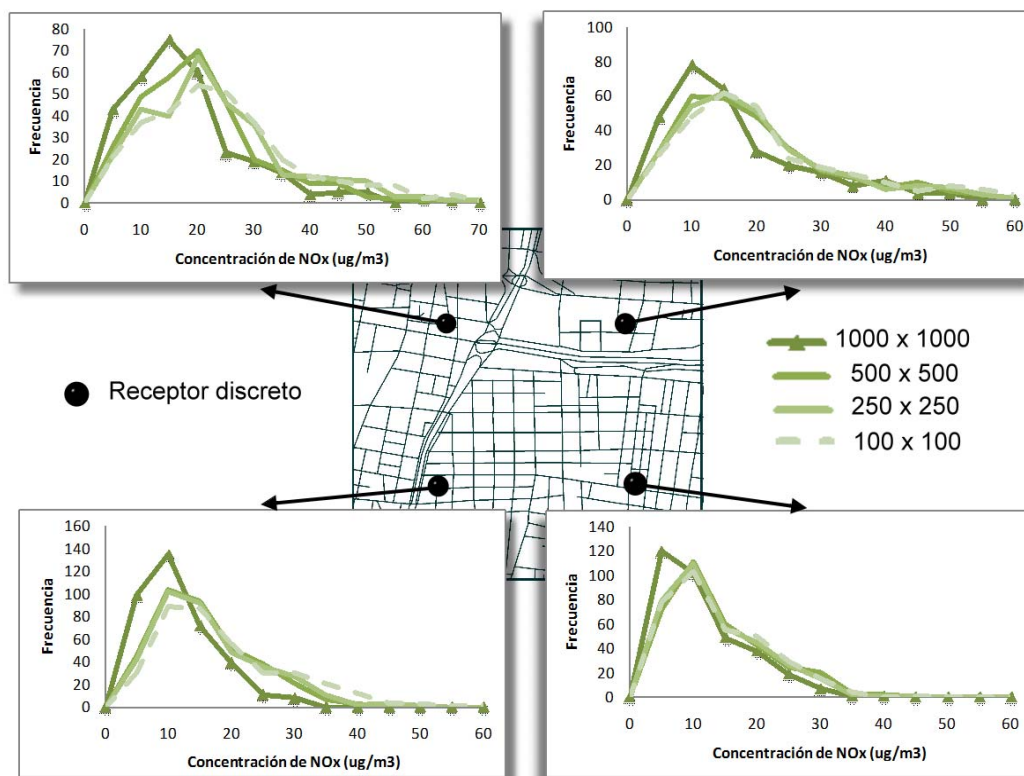 80
70
60
50
40
30
20
10
0
Frecuencia
0 10 20 30 40 50 60 70
Concentración de NOx (ug/m3)
100
80
60
40
20
0
Frecuencia
0 10 20 30 40 50 60
Concentración de NOx (ug/m3)
Receptor discreto
1000 x 1000
500 x 500
250 x 250
100 x 100
160
140
120
100
80
60
40
20
0
Frecuencia
0 10 20 30 40 50 60
Concentración de NOx (ug/m3)
140
120
100
80
60
40
20
0
Frecuencia
0 10 20 30 40 50 60
Concentración de NOx (ug/m3)